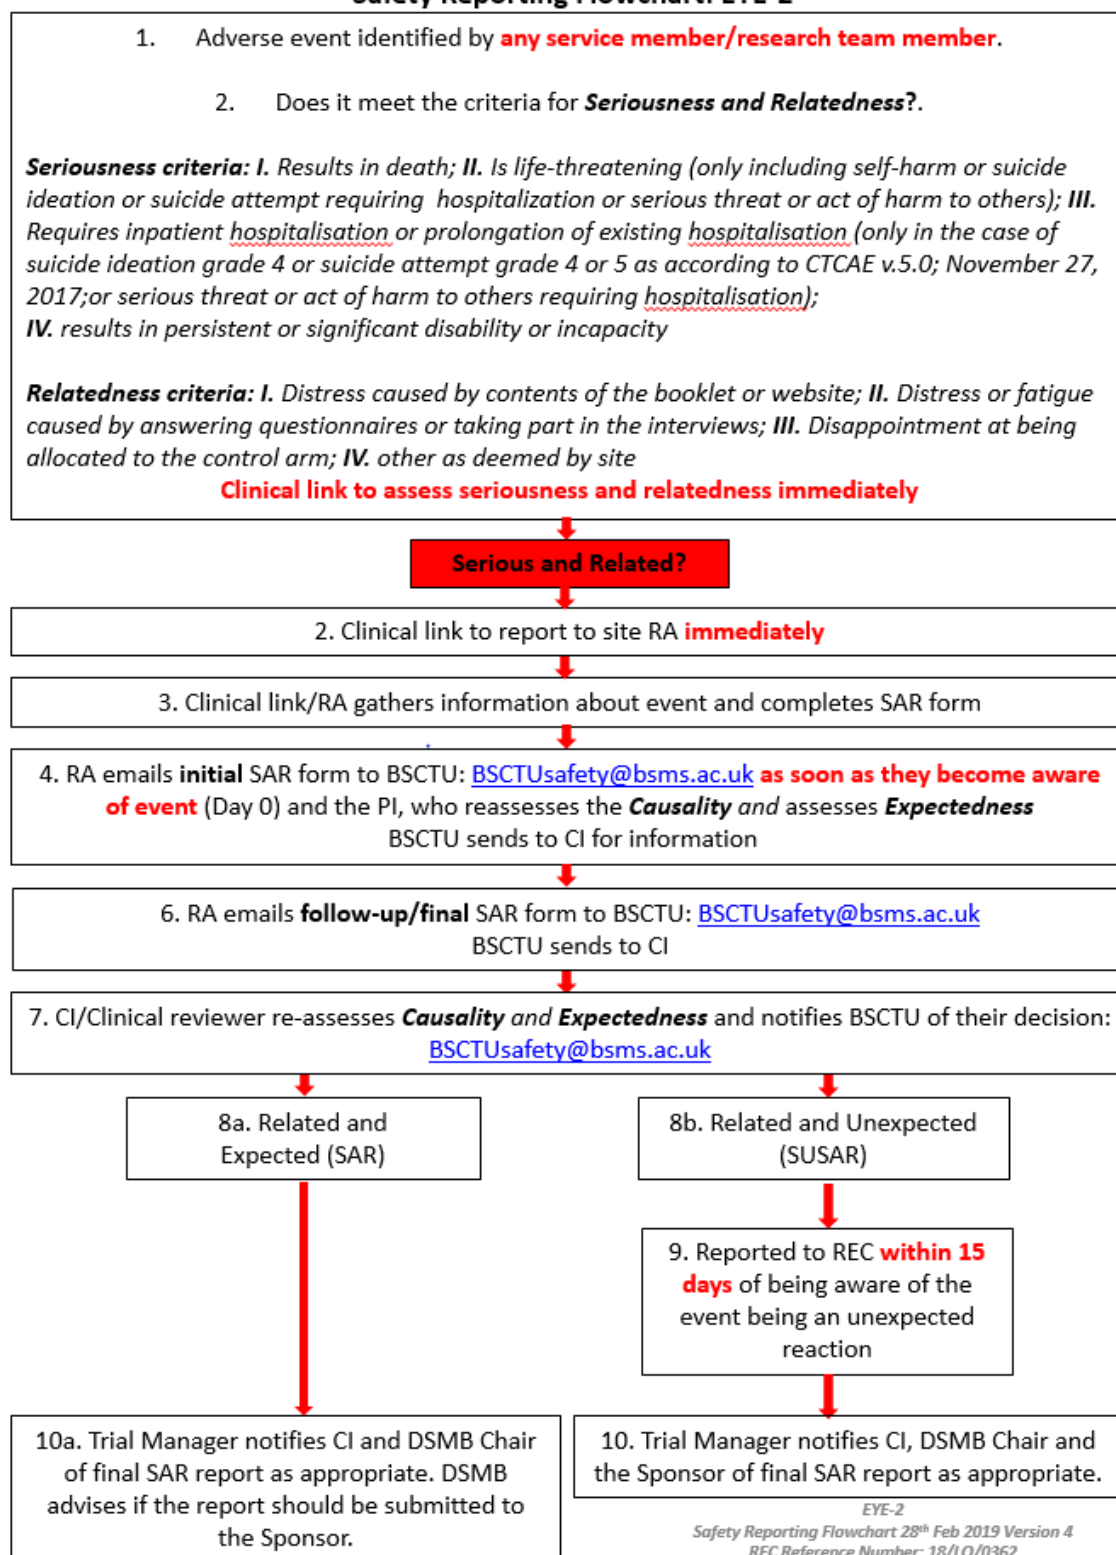 Safety Reporting Flowchart: EYE-2
1. Adverse event identified by any service member/research team member.
2. Does it meet the criteria for Seriousness and Relatedness?.
Seriousness criteria: I. Results in death; II. Is life-threatening (only including self-harm or suicide
ideation or suicide attempt requiring hospitalization or serious threat or act of harm to others); III.
Requires inpatient hospitalisation or prolongation of existing hospitalisation (only in the case of
suicide ideation grade 4 or suicide attempt grade 4 or 5 as according to CTCAE v.5.0; November 27,
2017;or serious threat or act of harm to others requiring hospitalisation);
IV. results in persistent or significant disability or incapacity
Relatedness criteria: I. Distress caused by contents of the booklet or website; II. Distress or fatigue
caused by answering questionnaires or taking part in the interviews; III. Disappointment at being
allocated to the control arm; IV. other as deemed by site
Clinical link to assess seriousness and relatedness immediately
Serious and Related?
2. Clinical link to report to site RA immediately
3. Clinical link/RA gathers information about event and completes SAR form
4. RA emails initial SAR form to BSCTU: BSCTUsafety@bsms.ac.uk as soon as they become aware
of event (Day 0) and the PI, who reassesses the Causality and assesses Expectedness
BSCTU sends to CI for information
6. RA emails follow-up/final SAR form to BSCTU: BSCTUsafety@bsms.ac.uk
BSCTU sends to CI
7. CI/Clinical reviewer re-assesses Causality and Expectedness and notifies BSCTU of their decision:
BSCTUsafety@bsms.ac.uk
8a. Related and
Expected (SAR)
8b. Related and Unexpected
(SUSAR)
9. Reported to REC within 15
days of being aware of the
event being an unexpected
reaction
10a. Trial Manager notifies CI and DSMB Chair
of final SAR report as appropriate. DSMB
advises if the report should be submitted to
the Sponsor.
10. Trial Manager notifies CI, DSMB Chair and
the Sponsor of final SAR report as appropriate.
EYE-2
Safety Reporting Flowchart 28th Feb 2019 Version 4
REC Reference Number: 18/LO/0362